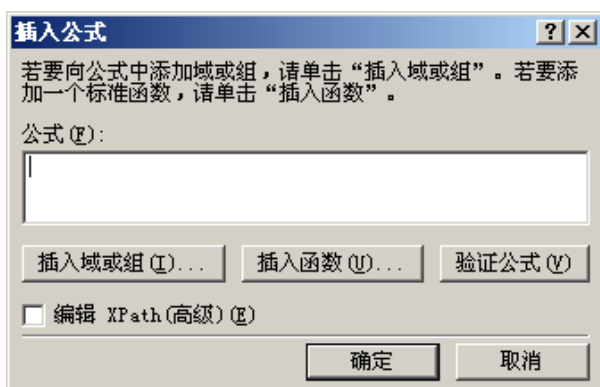 插入公式
若要向公式中添加域或组，请单击“插入域或组”。若要添
加一个标准函数，请单击“插入函数”。
公式(F):
插入域或组(I)... 插入函数(U)... 验证公式(V)
编辑 XPath(高级)(E)
确定 取消